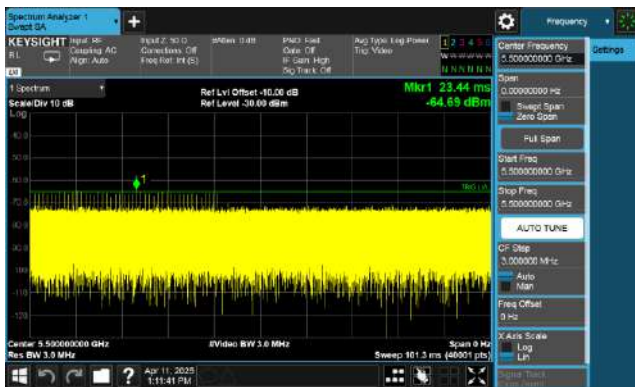 Spectrum Analyzer 1
Swept SA
Frequency
KEYSIGHT
Input: RF
Coupling: AC
Align: Auto
Input Z: 50 Ω
Corrections: Off
Freq Ref: Int (S)
#Atten: 0 dB
PNO: Fast
Gate: Off
IF Gain: High
Sig Track: Off
Avg Type: Log-Power
Trig: Video
1 2 3 4 5 6
N N N N N N
1 Spectrum
Scale/Div 10 dB
Log
Ref Lvl Offset -10.00 dB
Ref Level -30.00 dBm
Mkr1 23.44 ms
-64.69 dBm
1
TRIG LVL
Center 5.500000000 GHz
Res BW 3.0 MHz
#Video BW 3.0 MHz
Span 0 Hz
Sweep 101.3 ms (40001 pts)
Apr 11, 2025
1:11:41 PM
Center Frequency
5.500000000 GHz
Settings
Span
0.00000000 Hz
Swept Span
Zero Span
Full Span
Start Freq
5.500000000 GHz
Stop Freq
5.500000000 GHz
AUTO TUNE
CF Step
3.000000 MHz
Auto
Man
Freq Offset
0 Hz
X Axis Scale
Log
Lin
Signal Track